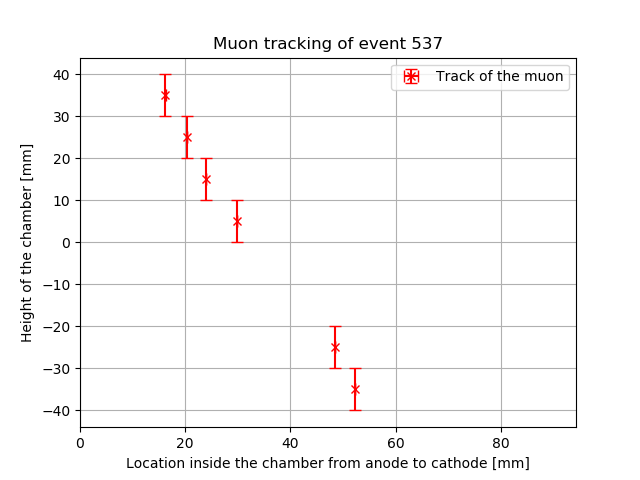 Muon tracking of event 537
Track of the muon
Height of the chamber [mm]
40
30
20
10
0
−10
−20
−30
−40
0 20 40 60 80
Location inside the chamber from anode to cathode [mm]